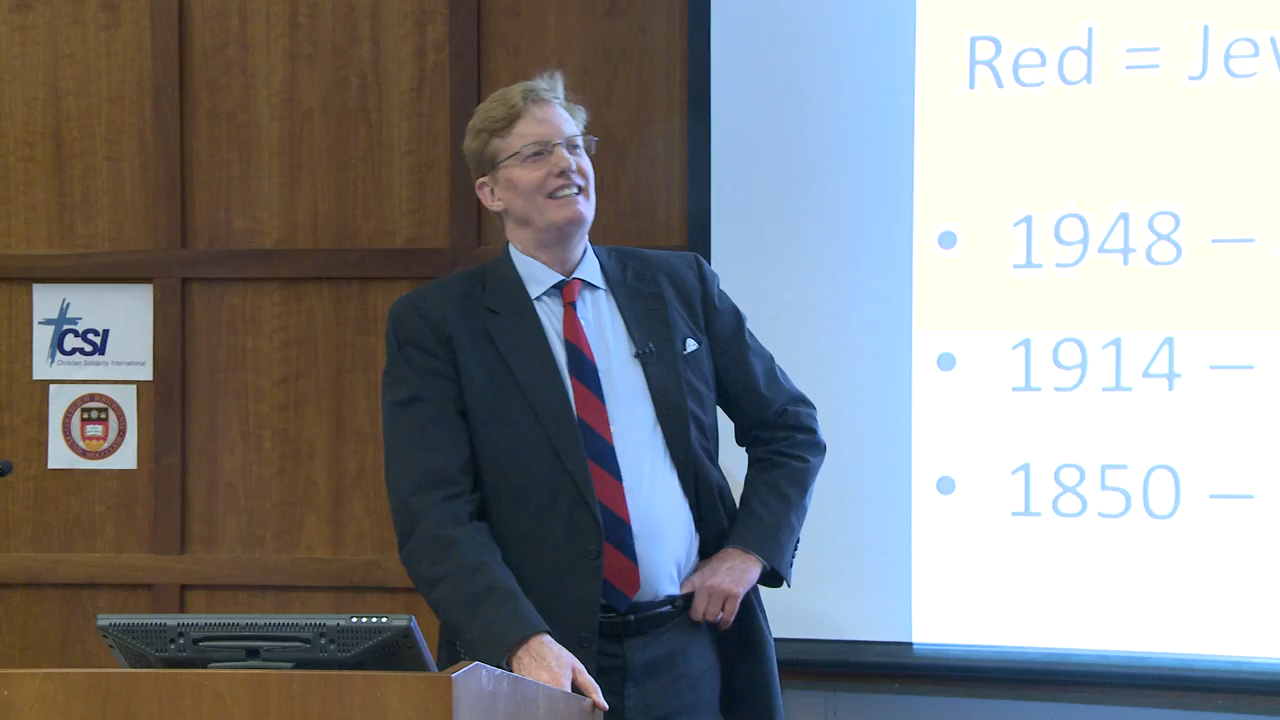 Red = Jew
1948 –
1914 –
1850 –
CSI
Christian Solidarity International